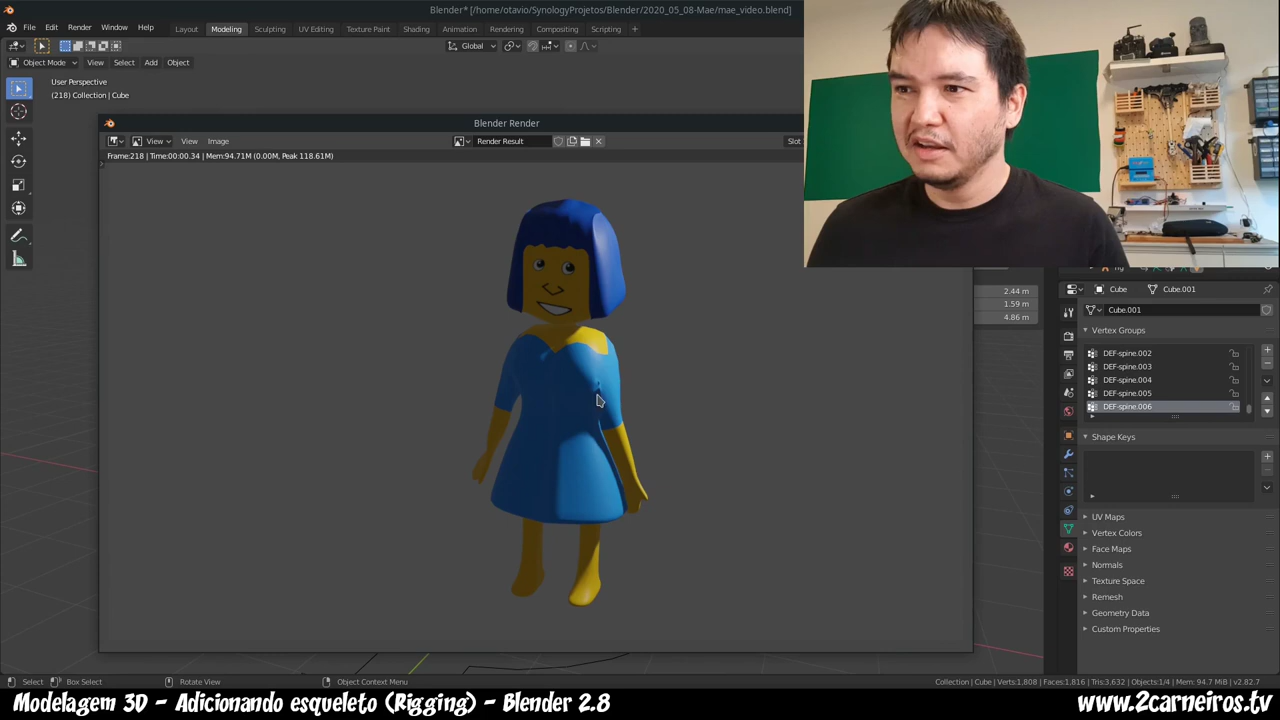 Blender* [/home/otavio/SynologyProjetos/Blender/2020_05_08-Mae/mae_video.blend]
File Edit Render Window Help Layout Modeling Sculpting UV Editing Texture Paint Shading Animation Rendering Compositing Scripting +
Global
Object Mode View Select Add Object
User Perspective
(218) Collection | Cube
Blender Render
View View Image Render Result Slot
Frame:218 | Time:00:00.34 | Mem:94.71M (0.00M, Peak 118.61M)
2.44 m
1.59 m
4.86 m
Cube Cube.001
Cube.001
Vertex Groups
DEF-spine.002
DEF-spine.003
DEF-spine.004
DEF-spine.005
DEF-spine.006
Shape Keys
UV Maps
Vertex Colors
Face Maps
Normals
Texture Space
Remesh
Geometry Data
Custom Properties
Select Box Select Rotate View Object Context Menu Collection | Cube | Verts:1,808 | Faces:1,816 | Tris:3,632 | Objects:1/4 | Mem: 94.7 MiB | v2.82.7
Modelagem 3D - Adicionando esqueleto (Rigging) - Blender 2.8 www.2carneiros.tv